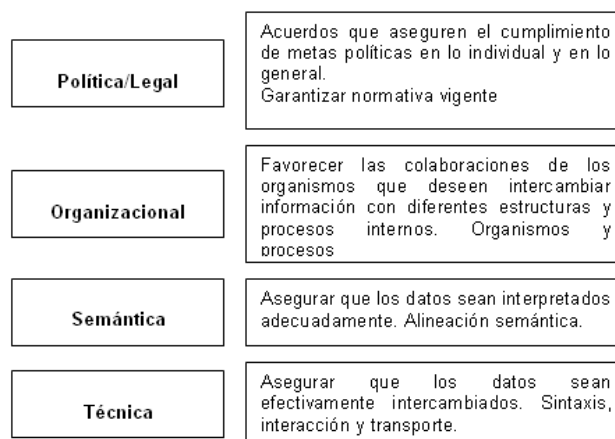 Política/Legal
Acuerdos que aseguren el cumplimiento
de metas políticas en lo individual y en lo
general.
Garantizar normativa vigente
Organizacional
Favorecer las colaboraciones de los
organismos que deseen intercambiar
información con diferentes estructuras y
procesos internos. Organismos y
procesos
Semántica
Asegurar que los datos sean interpretados
adecuadamente. Alineación semántica.
Técnica
Asegurar que los datos sean
efectivamente intercambiados. Sintaxis,
interacción y transporte.